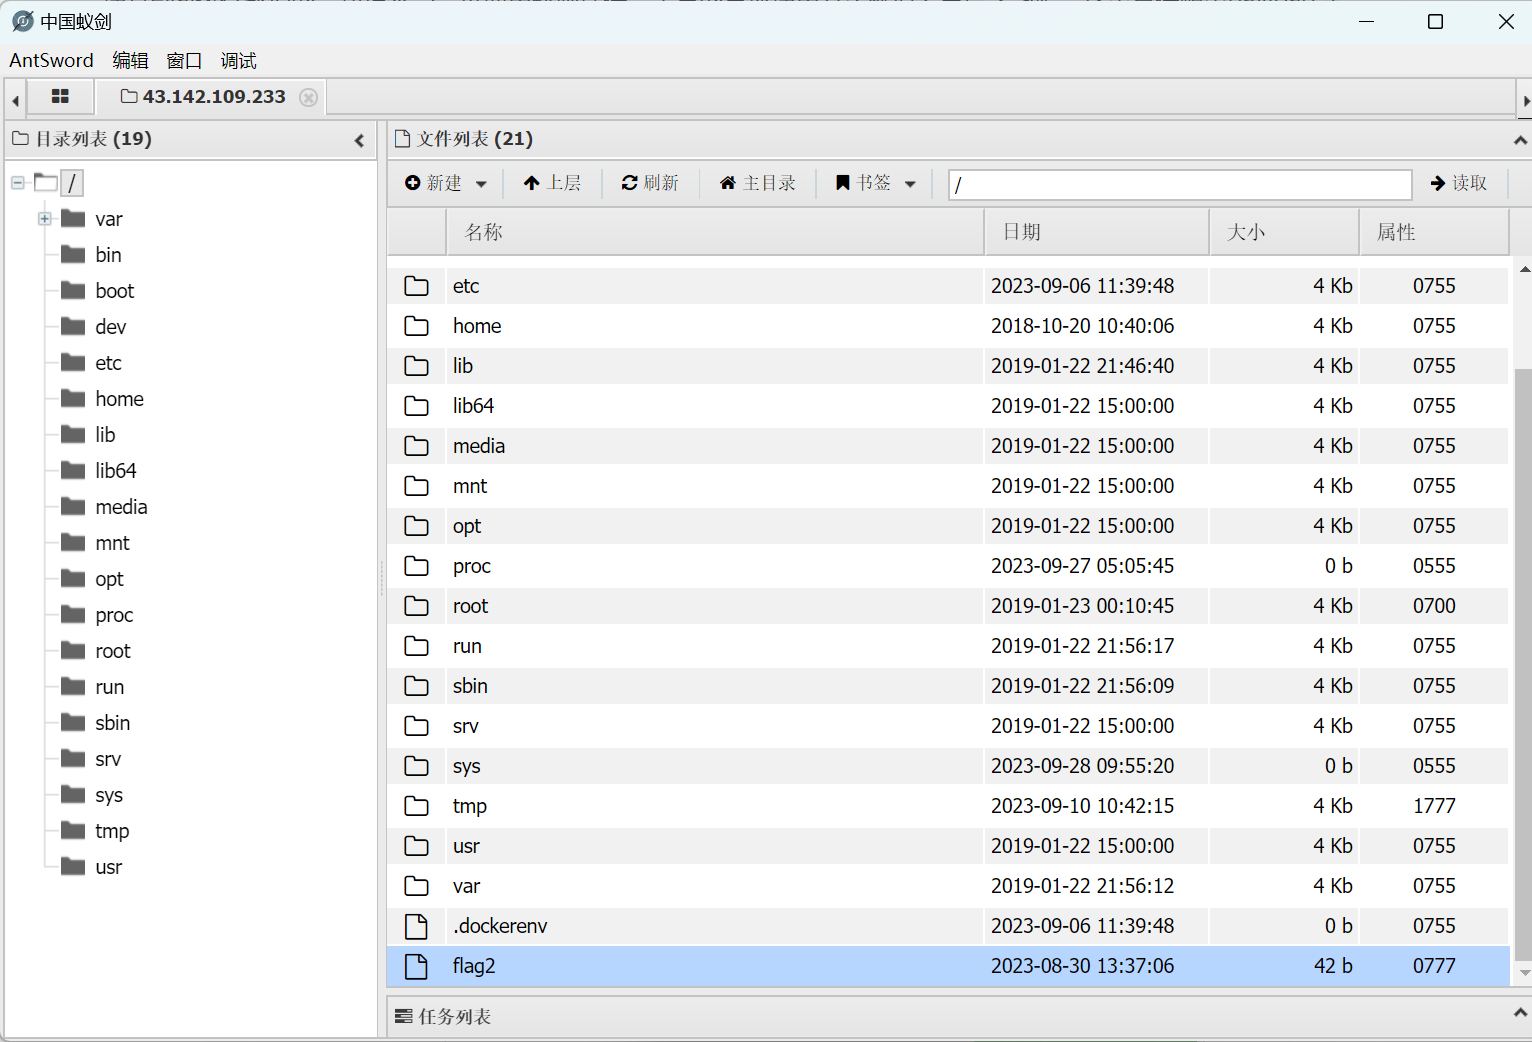 中国蚁剑
AntSword 编辑 窗口 调试
43.142.109.233
目录列表 (19)
/
var
bin
boot
dev
etc
home
lib
lib64
media
mnt
opt
proc
root
run
sbin
srv
sys
tmp
usr
文件列表 (21)
新建 上层 刷新 主目录 书签 / 读取
名称 日期 大小 属性
etc 2023-09-06 11:39:48 4 Kb 0755
home 2018-10-20 10:40:06 4 Kb 0755
lib 2019-01-22 21:46:40 4 Kb 0755
lib64 2019-01-22 15:00:00 4 Kb 0755
media 2019-01-22 15:00:00 4 Kb 0755
mnt 2019-01-22 15:00:00 4 Kb 0755
opt 2019-01-22 15:00:00 4 Kb 0755
proc 2023-09-27 05:05:45 0 b 0555
root 2019-01-23 00:10:45 4 Kb 0700
run 2019-01-22 21:56:17 4 Kb 0755
sbin 2019-01-22 21:56:09 4 Kb 0755
srv 2019-01-22 15:00:00 4 Kb 0755
sys 2023-09-28 09:55:20 0 b 0555
tmp 2023-09-10 10:42:15 4 Kb 1777
usr 2019-01-22 15:00:00 4 Kb 0755
var 2019-01-22 21:56:12 4 Kb 0755
.dockerenv 2023-09-06 11:39:48 0 b 0755
flag2 2023-08-30 13:37:06 42 b 0777
任务列表